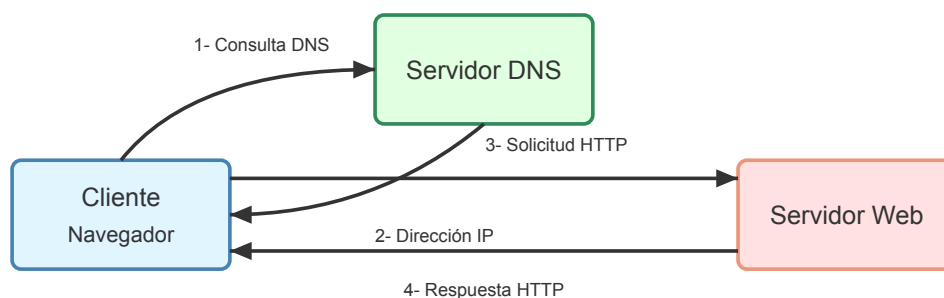 1- Consulta DNS
Servidor DNS
3- Solicitud HTTP
Cliente
Navegador
Servidor Web
2- Dirección IP
4- Respuesta HTTP